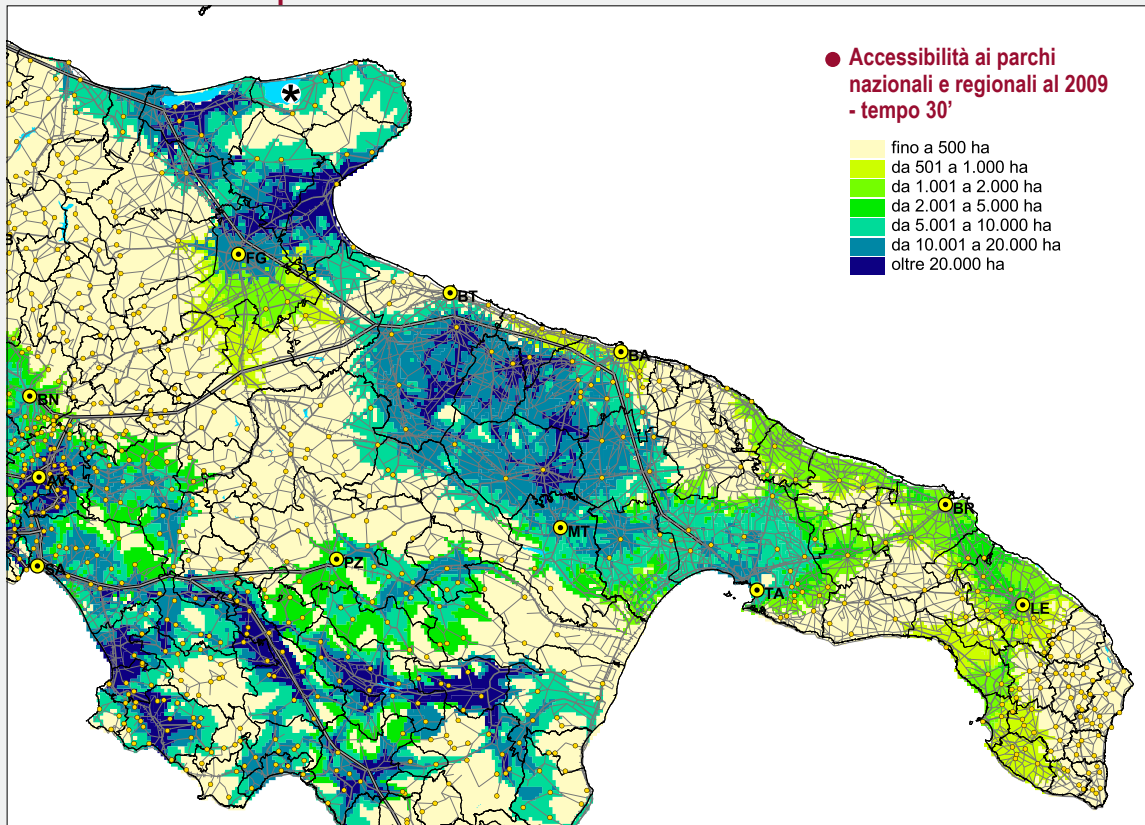 ● Accessibilità ai parchi
nazionali e regionali al 2009
- tempo 30’
fino a 500 ha
da 501 a 1.000 ha
da 1.001 a 2.000 ha
da 2.001 a 5.000 ha
da 5.001 a 10.000 ha
da 10.001 a 20.000 ha
oltre 20.000 ha
*
FG
BT
BA
BN
AV
MT
BR
SA
PZ
TA
LE